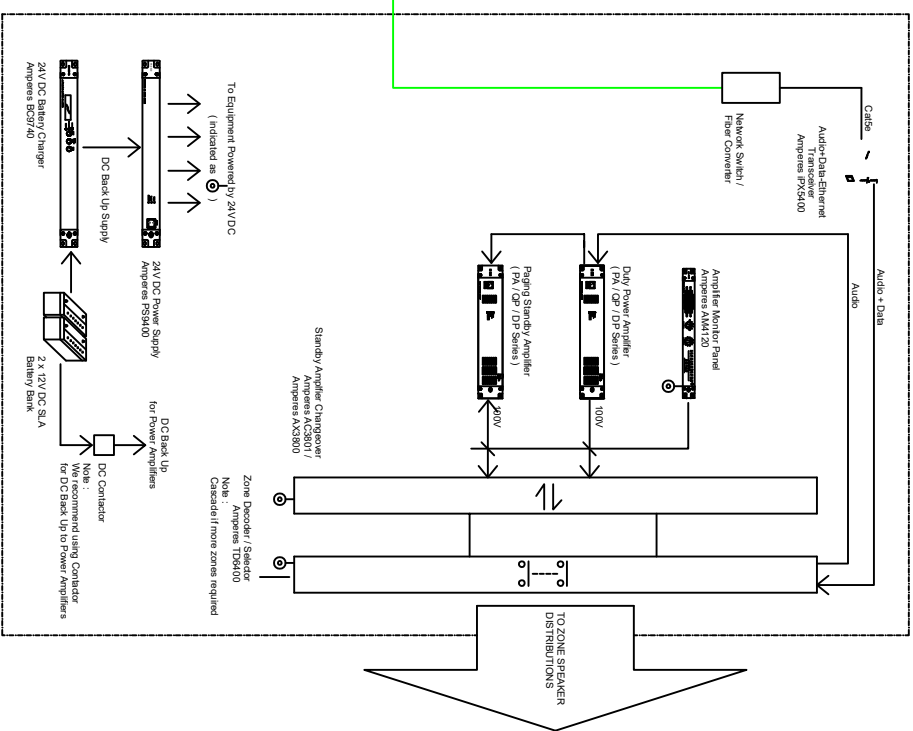 Network Switch /
Fiber Converter
Cat5e
Audio+Data-Ethernet
Transceiver
Amperes iPX5400
Audio + Data
Audio
Amplifier Monitor Panel
Amperes AM4120
Duty Power Amplifier
( PA / QP / DP Series )
100V
Paging Standby Amplifier
( PA / QP / DP Series )
100V
Standby Amplfier Changeover
Amperes AC3801 /
Amperes AX3800
Zone Decoder / Selector
Amperes TD6400
Note :
Cascade if more zones required
TO ZONE SPEAKER
DISTRIBUTIONS
To Equipment Powered by 24V DC
( indicated as
)
24V DC Power Supply
Amperes PS9400
DC Back Up Supply
24V DC Battery Charger
Amperes BC9740
2 x 12V DC SLA
Battery Bank
DC Back Up
for Power Amplifiers
DC Contactor
Note :
We recommend using Contactor
for DC Back Up to Power Amplifiers